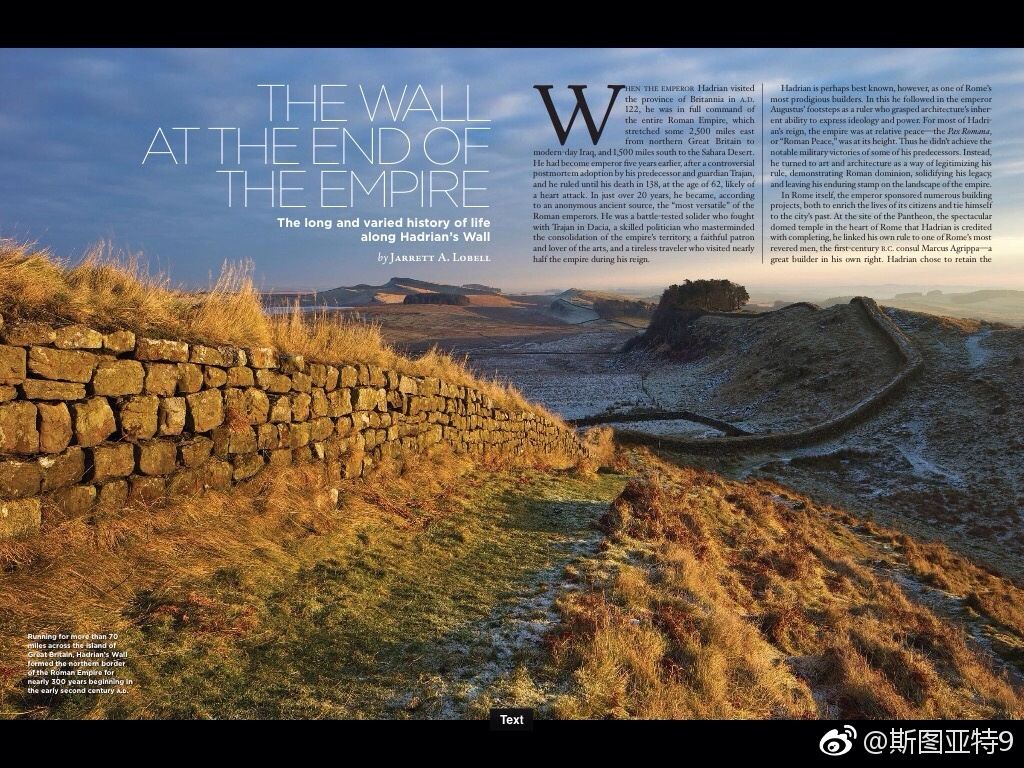 THE WALL
AT THE END OF
THE EMPIRE
The long and varied history of life
along Hadrian's Wall
by JARRETT A. LOBELL
WHEN THE EMPEROR Hadrian visited
the province of Britannia in A.D.
122, he was in full command of
the entire Roman Empire, which
stretched some 2,500 miles east
from northern Great Britain to
modern-day Iraq, and 1,500 miles south to the Sahara Desert.
He had become emperor five years earlier, after a controversial
postmortem adoption by his predecessor and guardian Trajan,
and he ruled until his death in 138, at the age of 62, likely of
a heart attack. In just over 20 years, he became, according
to an anonymous ancient source, the "most versatile" of the
Roman emperors. He was a battle-tested solider who fought
with Trajan in Dacia, a skilled politician who masterminded
the consolidation of the empire's territory, a faithful patron
and lover of the arts, and a tireless traveler who visited nearly
half the empire during his reign.
Hadrian is perhaps best known, however, as one of Rome's
most prodigious builders. In this he followed in the emperor
Augustus' footsteps as a ruler who grasped architecture's inher-
ent ability to express ideology and power. For most of Hadri-
an's reign, the empire was at relative peace—the Pax Romana,
or "Roman Peace," was at its height. Thus he didn't achieve the
notable military victories of some of his predecessors. Instead,
he turned to art and architecture as a way of legitimizing his
rule, demonstrating Roman dominion, solidifying his legacy,
and leaving his enduring stamp on the landscape of the empire.
In Rome itself, the emperor sponsored numerous building
projects, both to enrich the lives of its citizens and tie himself
to the city's past. At the site of the Pantheon, the spectacular
domed temple in the heart of Rome that Hadrian is credited
with completing, he linked his own rule to one of Rome's most
revered men, the first-century B.C. consul Marcus Agrippa—a
great builder in his own right. Hadrian chose to retain the
Running for more than 70
miles across the island of
Great Britain, Hadrian's Wall
formed the northern border
of the Roman Empire for
nearly 300 years beginning in
the early second century A.D.
Text
@斯图亚特9